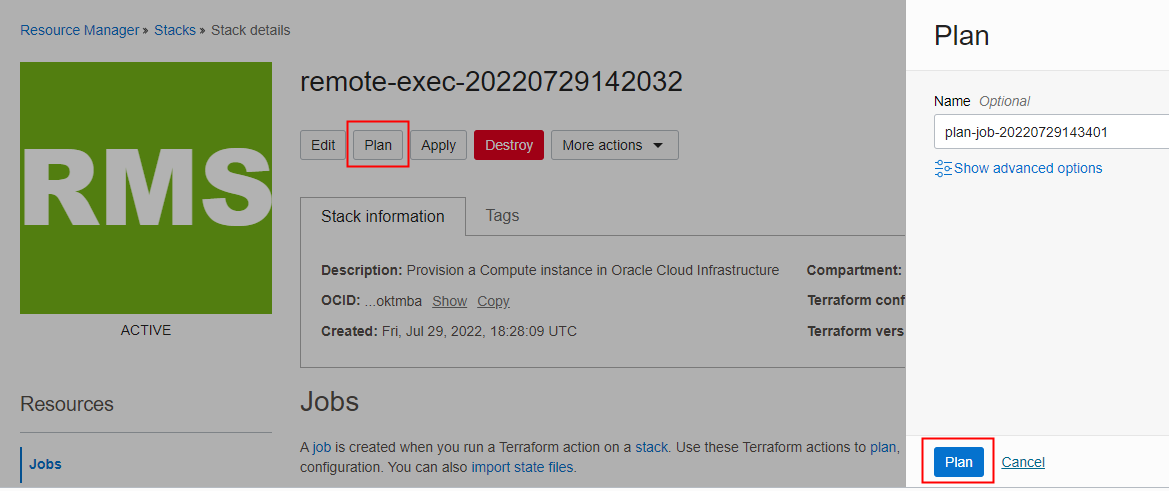 Resource Manager » Stacks » Stack details
RMS
ACTIVE
Resources
Jobs
remote-exec-20220729142032
Edit Plan Apply Destroy More actions
Stack information Tags
Description: Provision a Compute instance in Oracle Cloud Infrastructure Compartment:
OCID: ...oktmba Show Copy Terraform conf
Created: Fri, Jul 29, 2022, 18:28:09 UTC Terraform vers
Jobs
A job is created when you run a Terraform action on a stack. Use these Terraform actions to plan,
configuration. You can also import state files.
Plan
Name Optional
plan-job-20220729143401
Show advanced options
Plan Cancel